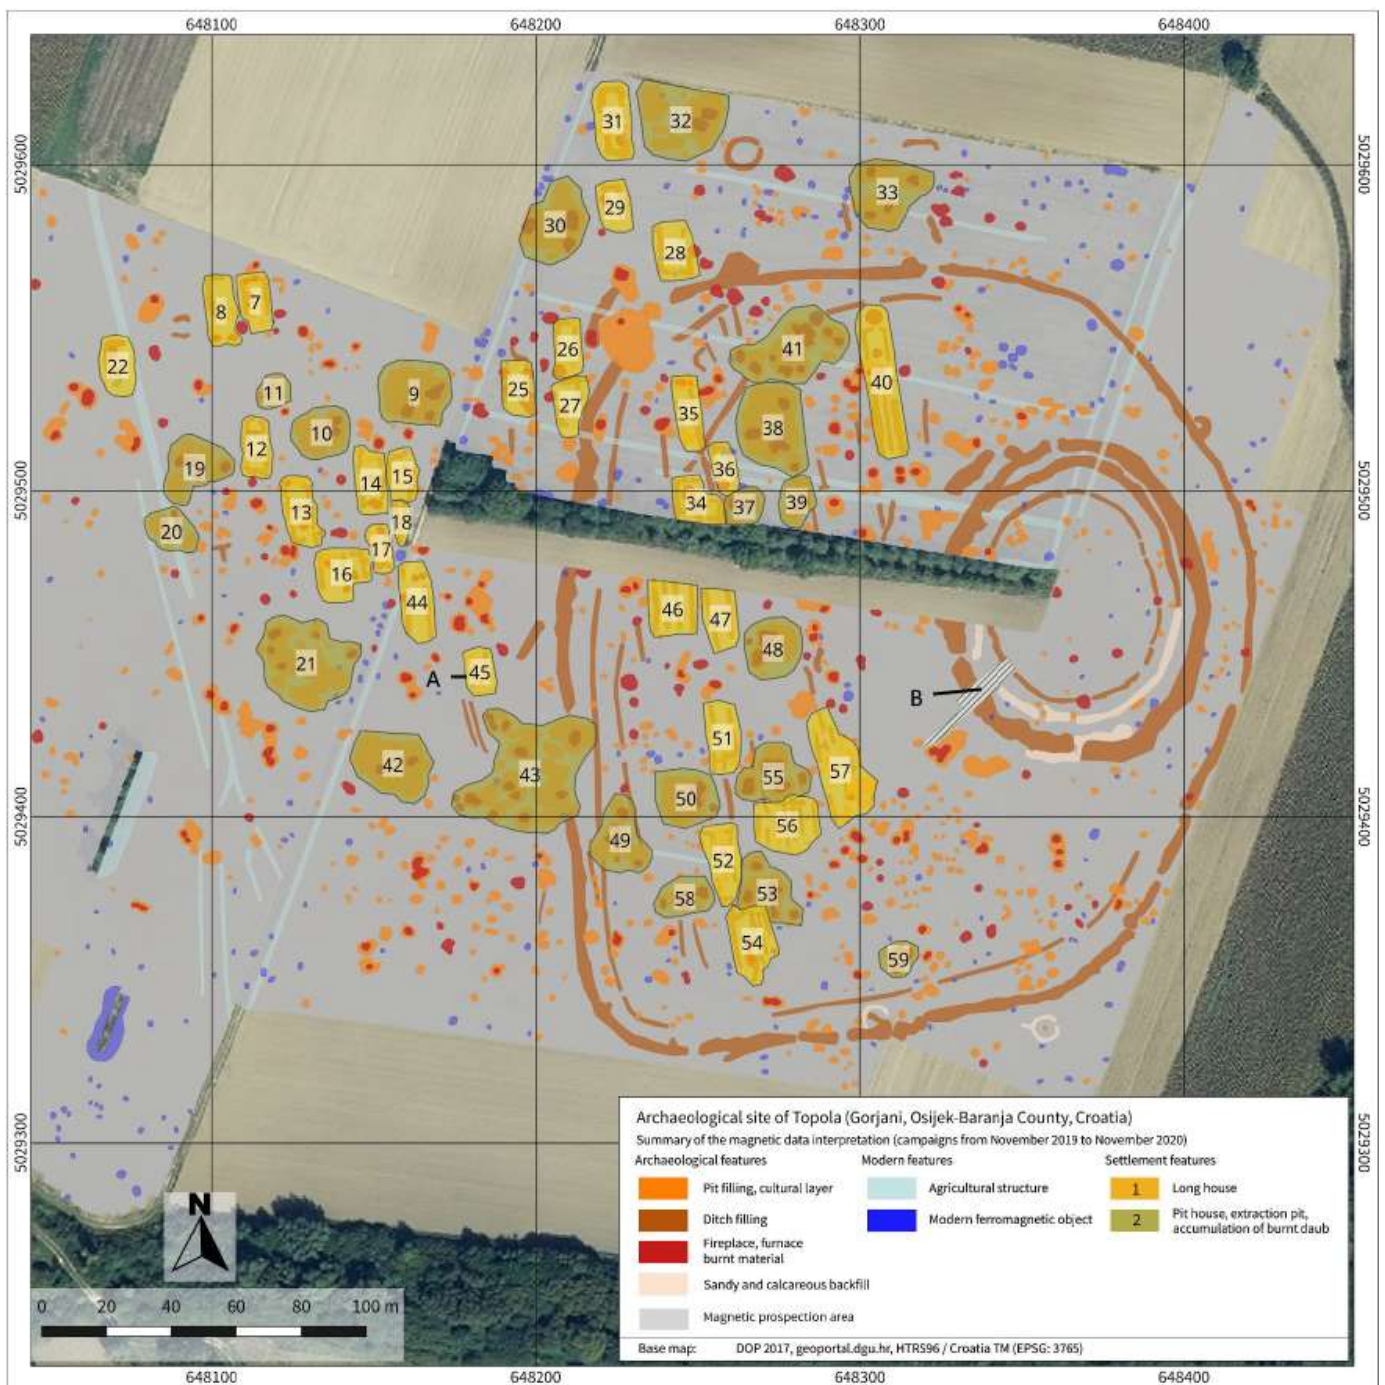 648100 648200 648300 648400
31 32
5029600 5029600
33
29
30
28
8 7
26 41
22
40
25
11 9 27
35
10 38
12
36
19 15
14
5029500 34 37 39 5029500
13 18
20
17
16
44 46 47
48
21
A 45
B
51
42 43 57
55
50
5029400 56 5029400
49
52
58 53
54
59
5029300 5029300
Archaeological site of Topola (Gorjani, Osijek-Baranja County, Croatia)
Summary of the magnetic data interpretation (campaigns from November 2019 to November 2020)
Archaeological features Modern features Settlement features
Pit filling, cultural layer Agricultural structure 1 Long house
Ditch filling Modern ferromagnetic object 2 Pit house, extraction pit,
accumulation of burnt daub
Fireplace, furnace
burnt material
Sandy and calcareous backfill
Magnetic prospection area
Base map: DOP 2017, geoportal.dgu.hr, HTRS96 / Croatia TM (EPSG: 3765)
N
0 20 40 60 80 100 m
648100 648200 648300 648400